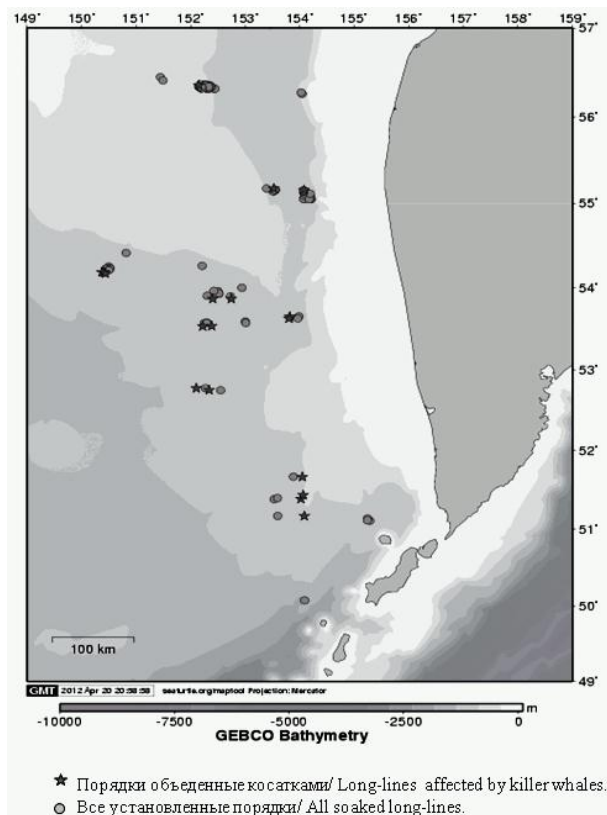 149° 150° 151° 152° 153° 154° 155° 156° 157° 158° 159°
57°
56°
55°
54°
53°
52°
51°
50°
49°
100 km
GMT 2012 Apr 20 20:58:58 seaturtle.org/maptool Projection: Mercator
-10000 -7500 -5000 -2500 0 m
GEBCO Bathymetry
Порядки объеденные косатками/ Long-lines affected by killer whales.
Все установленные порядки/ All soaked long-lines.